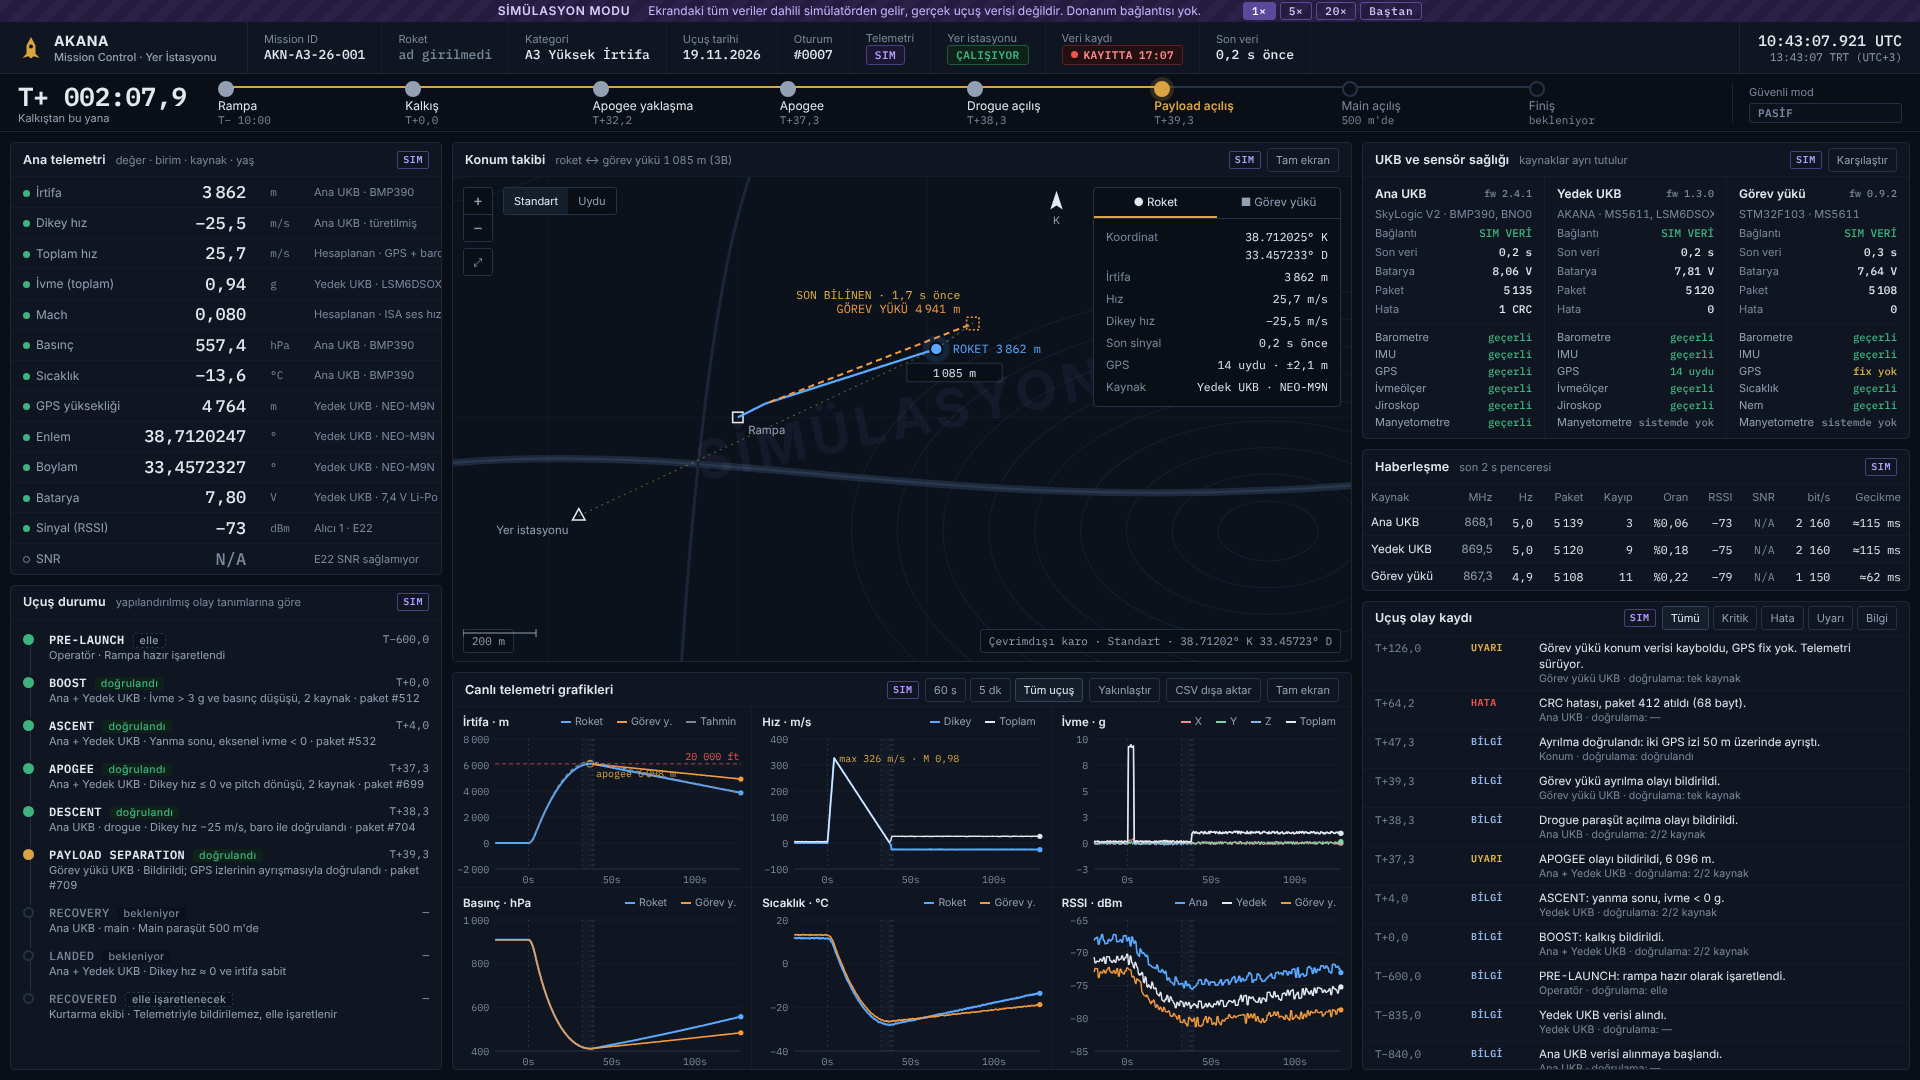 SİMÜLASYON MODU Ekrandaki tüm veriler dahili simülatörden gelir, gerçek uçuş verisi değildir. Donanım bağlantısı yok. 1× 5× 20× Baştan
AKANA
Mission Control · Yer İstasyonu
Mission ID
AKN-A3-26-001
Roket
ad girilmedi
Kategori
A3 Yüksek İrtifa
Uçuş tarihi
19.11.2026
Oturum
#0007
Telemetri
SIM
Yer istasyonu
ÇALIŞIYOR
Veri kaydı
KAYITTA 17:07
Son veri
0,2 s önce
10:43:07.921 UTC
13:43:07 TRT (UTC+3)
T+ 002:07,9
Kalkıştan bu yana
Rampa
T− 10:00
Kalkış
T+0,0
Apogee yaklaşma
T+32,2
Apogee
T+37,3
Drogue açılış
T+38,3
Payload açılış
T+39,3
Main açılış
500 m'de
Finiş
bekleniyor
Güvenli mod
PASİF
Ana telemetri değer · birim · kaynak · yaş SIM
İrtifa 3 862 m Ana UKB · BMP390
Dikey hız −25,5 m/s Ana UKB · türetilmiş
Toplam hız 25,7 m/s Hesaplanan · GPS + baro
İvme (toplam) 0,94 g Yedek UKB · LSM6DSOX
Mach 0,080 Hesaplanan · ISA ses hız
Basınç 557,4 hPa Ana UKB · BMP390
Sıcaklık −13,6 °C Ana UKB · BMP390
GPS yüksekliği 4 764 m Yedek UKB · NEO-M9N
Enlem 38,7120247 ° Yedek UKB · NEO-M9N
Boylam 33,4572327 ° Yedek UKB · NEO-M9N
Batarya 7,80 V Yedek UKB · 7,4 V Li-Po
Sinyal (RSSI) −73 dBm Alıcı 1 · E22
SNR N/A E22 SNR sağlamıyor
Uçuş durumu yapılandırılmış olay tanımlarına göre SIM
PRE-LAUNCH elle T−600,0
Operatör · Rampa hazır işaretlendi
BOOST doğrulandı T+0,0
Ana + Yedek UKB · İvme > 3 g ve basınç düşüşü, 2 kaynak · paket #512
ASCENT doğrulandı T+4,0
Ana + Yedek UKB · Yanma sonu, eksenel ivme < 0 · paket #532
APOGEE doğrulandı T+37,3
Ana + Yedek UKB · Dikey hız ≤ 0 ve pitch dönüşü, 2 kaynak · paket #699
DESCENT doğrulandı T+38,3
Ana UKB · drogue · Dikey hız −25 m/s, baro ile doğrulandı · paket #704
PAYLOAD SEPARATION doğrulandı T+39,3
Görev yükü UKB · Bildirildi; GPS izlerinin ayrışmasıyla doğrulandı · paket
#709
RECOVERY bekleniyor —
Ana UKB · main · Main paraşüt 500 m'de
LANDED bekleniyor —
Ana + Yedek UKB · Dikey hız ≈ 0 ve irtifa sabit
RECOVERED elle işaretlenecek —
Kurtarma ekibi · Telemetriyle bildirilemez, elle işaretlenir
Konum takibi roket ↔ görev yükü 1 085 m (3B) SIM Tam ekran
+
−
⤢
Standart Uydu
K
SON BİLİNEN · 1,7 s önce
GÖREV YÜKÜ 4 941 m
ROKET 3 862 m
1 085 m
Rampa
Yer istasyonu
SİMÜLASYON
200 m
Çevrimdışı karo · Standart · 38.71202° K 33.45723° D
Roket Görev yükü
Koordinat 38.712025° K
33.457233° D
İrtifa 3 862 m
Hız 25,7 m/s
Dikey hız −25,5 m/s
Son sinyal 0,2 s önce
GPS 14 uydu · ±2,1 m
Kaynak Yedek UKB · NEO-M9N
Canlı telemetri grafikleri SIM 60 s 5 dk Tüm uçuş Yakınlaştır CSV dışa aktar Tam ekran
İrtifa · m Roket Görev y. Tahmin
8 000
6 000
4 000
2 000
0
−2 000
20 000 ft
0s 50s 100s
Hız · m/s Dikey Toplam
400
300
200
100
0
−100
max 326 m/s · M 0,98
0s 50s 100s
İvme · g X Y Z Toplam
10
8
5
3
0
−3
0s 50s 100s
Basınç · hPa Roket Görev y.
1 000
800
600
400
0s 50s 100s
Sıcaklık · °C Roket Görev y.
20
0
−20
−40
0s 50s 100s
RSSI · dBm Ana Yedek Görev y.
−65
−70
−75
−80
−85
0s 50s 100s
UKB ve sensör sağlığı kaynaklar ayrı tutulur SIM Karşılaştır
Ana UKB fw 2.4.1
SkyLogic V2 · BMP390, BNO0
Bağlantı SIM VERİ
Son veri 0,2 s
Batarya 8,06 V
Paket 5 135
Hata 1 CRC
Barometre geçerli
IMU geçerli
GPS geçerli
İvmeölçer geçerli
Jiroskop geçerli
Manyetometre geçerli
Yedek UKB fw 1.3.0
AKANA · MS5611, LSM6DSOX
Bağlantı SIM VERİ
Son veri 0,2 s
Batarya 7,81 V
Paket 5 120
Hata 0
Barometre geçerli
IMU geçerli
GPS 14 uydu
İvmeölçer geçerli
Jiroskop geçerli
Manyetometre sistemde yok
Görev yükü fw 0.9.2
STM32F103 · MS5611
Bağlantı SIM VERİ
Son veri 0,3 s
Batarya 7,64 V
Paket 5 108
Hata 0
Barometre geçerli
IMU geçerli
GPS fix yok
Sıcaklık geçerli
Nem geçerli
Manyetometre sistemde yok
Haberleşme son 2 s penceresi SIM
Kaynak MHz Hz Paket Kayıp Oran RSSI SNR bit/s Gecikme
Ana UKB 868,1 5,0 5 139 3 %0,06 −73 N/A 2 160 ≈115 ms
Yedek UKB 869,5 5,0 5 120 9 %0,18 −75 N/A 2 160 ≈115 ms
Görev yükü 867,3 4,9 5 108 11 %0,22 −79 N/A 1 150 ≈62 ms
Uçuş olay kaydı SIM Tümü Kritik Hata Uyarı Bilgi
T+126,0 UYARI Görev yükü konum verisi kayboldu, GPS fix yok. Telemetri
sürüyor.
Görev yükü UKB · doğrulama: tek kaynak
T+64,2 HATA CRC hatası, paket 412 atıldı (68 bayt).
Ana UKB · doğrulama: —
T+47,3 BİLGİ Ayrılma doğrulandı: iki GPS izi 50 m üzerinde ayrıştı.
Konum · doğrulama: doğrulandı
T+39,3 BİLGİ Görev yükü ayrılma olayı bildirildi.
Görev yükü UKB · doğrulama: tek kaynak
T+38,3 BİLGİ Drogue paraşüt açılma olayı bildirildi.
Ana UKB · doğrulama: 2/2 kaynak
T+37,3 UYARI APOGEE olayı bildirildi, 6 096 m.
Ana + Yedek UKB · doğrulama: 2/2 kaynak
T+4,0 BİLGİ ASCENT: yanma sonu, ivme < 0 g.
Yedek UKB · doğrulama: 2/2 kaynak
T+0,0 BİLGİ BOOST: kalkış bildirildi.
Ana + Yedek UKB · doğrulama: 2/2 kaynak
T−600,0 BİLGİ PRE-LAUNCH: rampa hazır olarak işaretlendi.
Operatör · doğrulama: elle
T−835,0 BİLGİ Yedek UKB verisi alındı.
Yedek UKB · doğrulama: —
T−840,0 BİLGİ Ana UKB verisi alınmaya başlandı.
Ana UKB · doğrulama: —